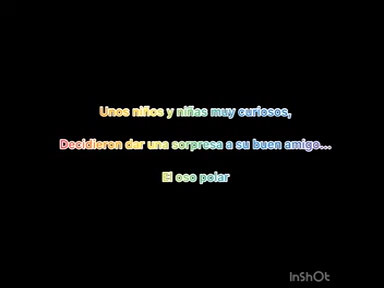 Unos niños y niñas muy curiosos,
Decidieron dar una sorpresa a su buen amigo...
El oso polar
InShOt